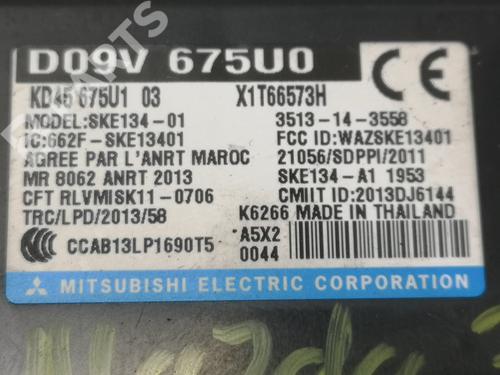 D09V 675U0
KD45 675U1 03 X1T66573H
MODEL:SKE134-01 3513-14-3558
IC:662F-SKE13401 FCC ID:WAZSKE13401
AGREE PAR L'ANRT MAROC 21056/SDPPI/2011
MR 8062 ANRT 2013 SKE134-A1 1953
CFT RLVMISK11-0706 CMIIT ID:2013DJ6144
TRC/LPD/2013/58 K6266 MADE IN THAILAND
CCAB13LP1690T5 A5X2
0044
MITSUBISHI ELECTRIC CORPORATION